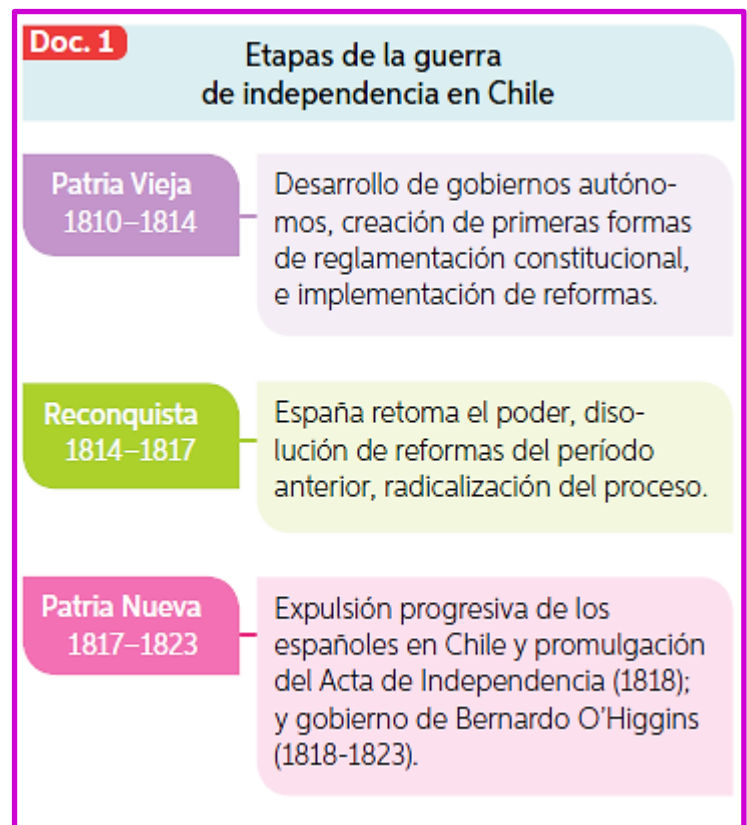 Doc. 1
Etapas de la guerra
de independencia en Chile
Patria Vieja
1810–1814
Desarrollo de gobiernos autóno-
mos, creación de primeras formas
de reglamentación constitucional,
e implementación de reformas.
Reconquista
1814–1817
España retoma el poder, diso-
lución de reformas del período
anterior, radicalización del proceso.
Patria Nueva
1817–1823
Expulsión progresiva de los
españoles en Chile y promulgación
del Acta de Independencia (1818);
y gobierno de Bernardo O'Higgins
(1818-1823).